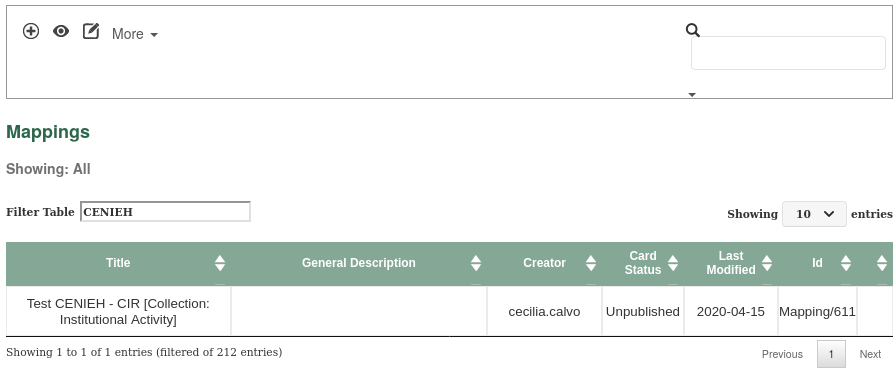 More
Mappings
Showing: All
Filter Table CENIEH
Showing 10 entries
Title General Description Creator Card Status Last Modified Id
Test CENIEH - CIR [Collection: Institutional Activity] cecilia.calvo Unpublished 2020-04-15 Mapping/611
Showing 1 to 1 of 1 entries (filtered of 212 entries)
Previous 1 Next